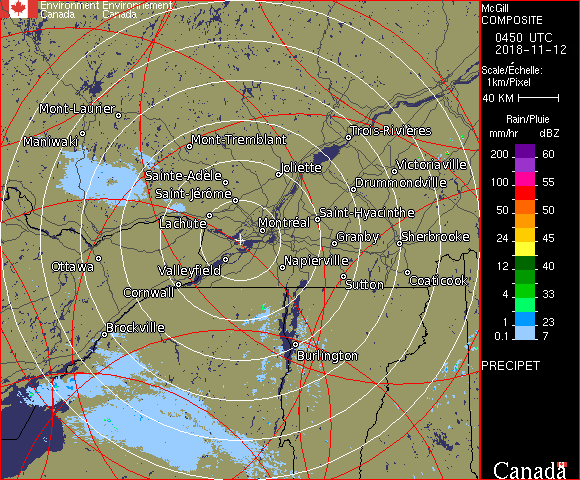 Environment Environnement
Canada Canada
McGill
COMPOSITE
0450 UTC
2018-11-12
Scale/Échelle:
1km/Pixel
40 KM
Rain/Pluie
mm/hr dBZ
200 60
150 55
100 55
50 50
24 45
12 40
4 33
1 23
0.1 7
PRECIPET
Canada
Mont-Laurier
Maniwaki
Mont-Tremblant
Trois-Rivières
Sainte-Adèle
Joliette
Victoriaville
Saint-Jérôme
Drummondville
Lachute
Montréal
Saint-Hyacinthe
Granby
Sherbrooke
Ottawa
Valleyfield
Napierville
Cornwall
Sutton
Coaticook
Brockville
Burlington